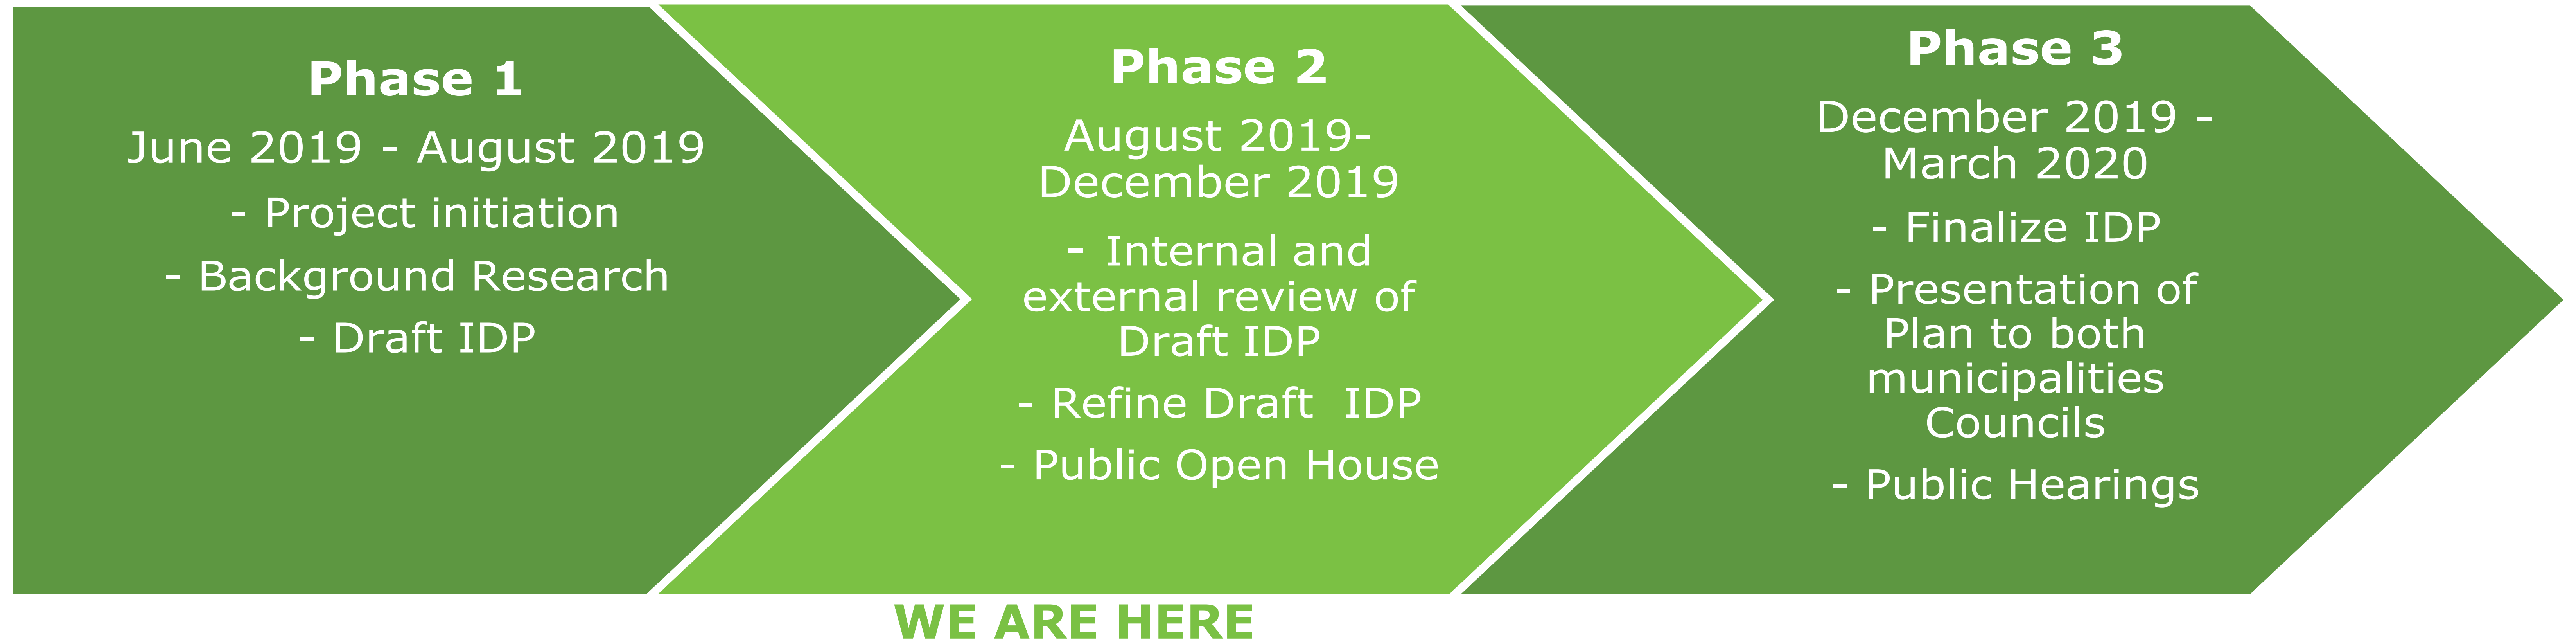 Phase 1
June 2019 - August 2019
- Project initiation
- Background Research
- Draft IDP
Phase 2
August 2019-
December 2019
- Internal and
external review of
Draft IDP
- Refine Draft  IDP
- Public Open House
Phase 3
December 2019 -
March 2020
- Finalize IDP
- Presentation of
Plan to both
municipalities
Councils
- Public Hearings
WE ARE HERE